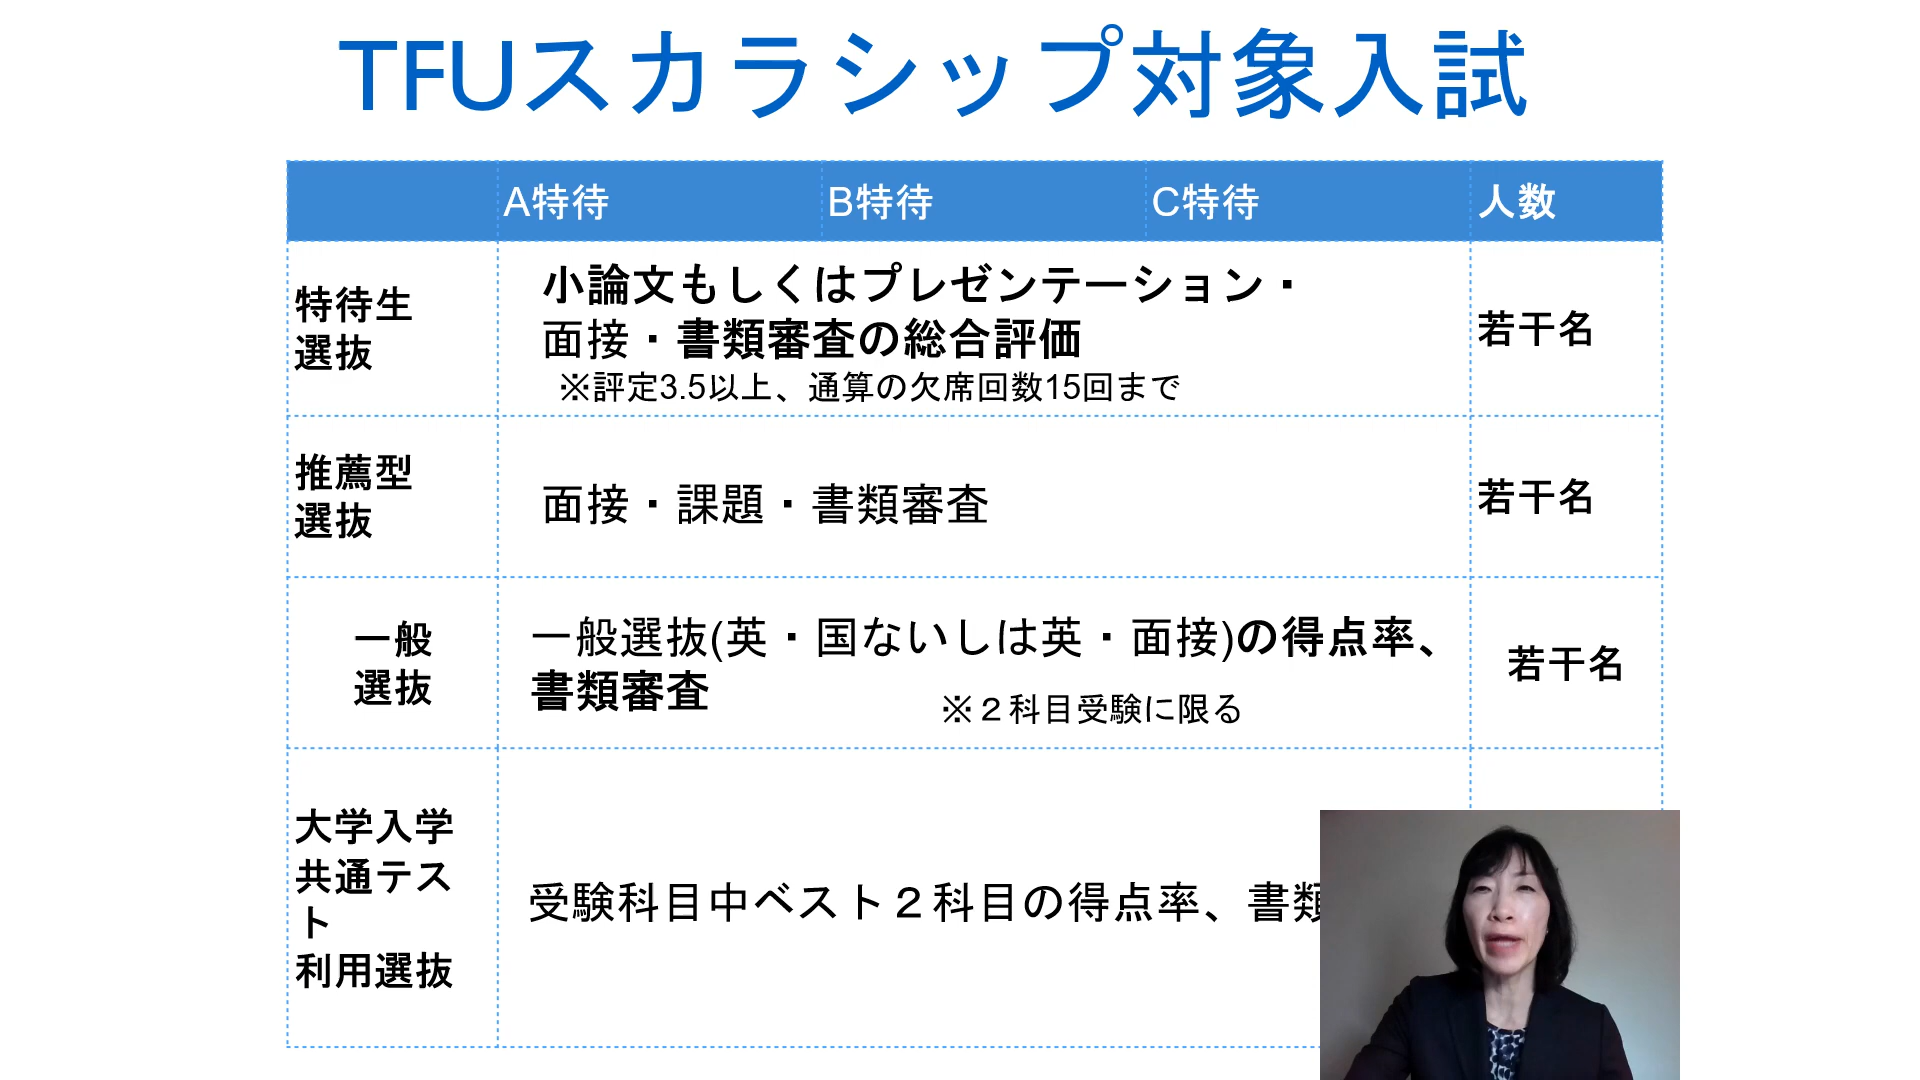 TFUスカラシップ対象入試
A特待 B特待 C特待 人数
特待生
選抜
小論文もしくはプレゼンテーション・
面接・書類審査の総合評価
※評定3.5以上、通算の欠席回数15回まで
若干名
推薦型
選抜
面接・課題・書類審査
若干名
一般
選抜
一般選抜(英・国ないしは英・面接)の得点率、
書類審査
※２科目受験に限る
若干名
大学入学
共通テス
ト
利用選抜
受験科目中ベスト２科目の得点率、書類